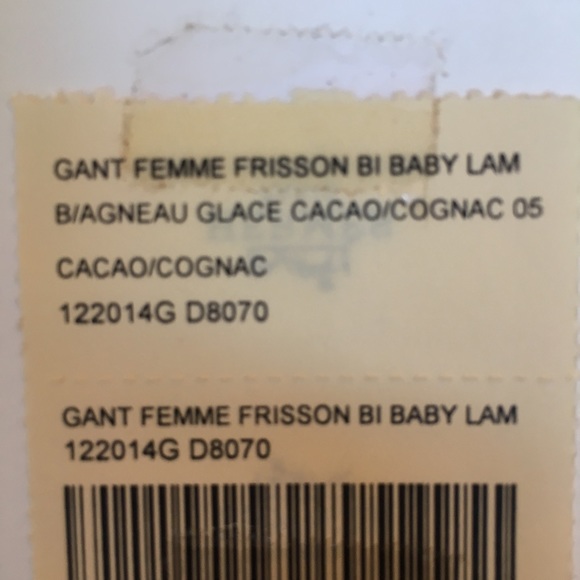 GANT FEMME FRISSON BI BABY LAM
B/AGNEAU GLACE CACAO/COGNAC 05
CACAO/COGNAC
122014G D8070
GANT FEMME FRISSON BI BABY LAM
122014G D8070